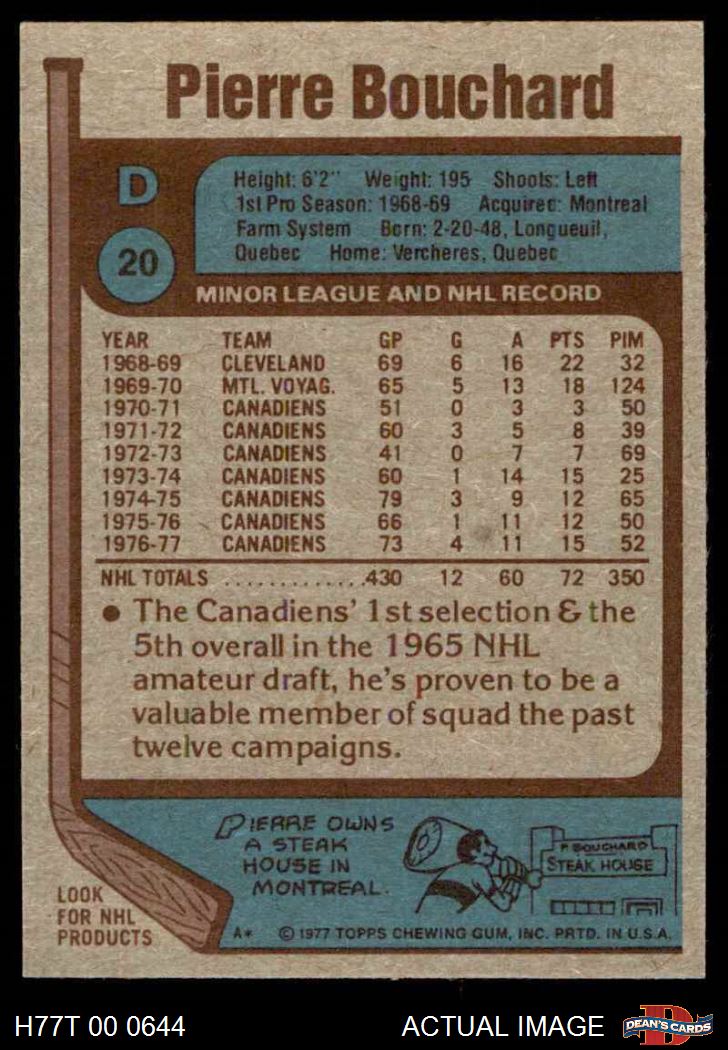 Pierre Bouchard
D
20
Height: 6'2" Weight: 195 Shoots: Left
1st Pro Season: 1968-69 Acquired: Montreal
Farm System Born: 2-20-48, Longueuil,
Quebec Home: Vercheres, Quebec
MINOR LEAGUE AND NHL RECORD
YEAR TEAM GP G A PTS PIM
1968-69 CLEVELAND 69 6 16 22 32
1969-70 MTL. VOYAG. 65 5 13 18 124
1970-71 CANADIENS 51 0 3 3 50
1971-72 CANADIENS 60 3 5 8 39
1972-73 CANADIENS 41 0 7 7 69
1973-74 CANADIENS 60 1 14 15 25
1974-75 CANADIENS 79 3 9 12 65
1975-76 CANADIENS 66 1 11 12 50
1976-77 CANADIENS 73 4 11 15 52
NHL TOTALS ..............430 12 60 72 350
● The Canadiens' 1st selection & the
5th overall in the 1965 NHL
amateur draft, he's proven to be a
valuable member of squad the past
twelve campaigns.
PIERRE OWNS
A STEAK
HOUSE IN
MONTREAL.
P. BOUCHARD
STEAK HOUSE
LOOK
FOR NHL
PRODUCTS
A* © 1977 TOPPS CHEWING GUM, INC. PRTD. IN U.S.A.
H77T 00 0644 ACTUAL IMAGE
D
DEAN'S CARDS